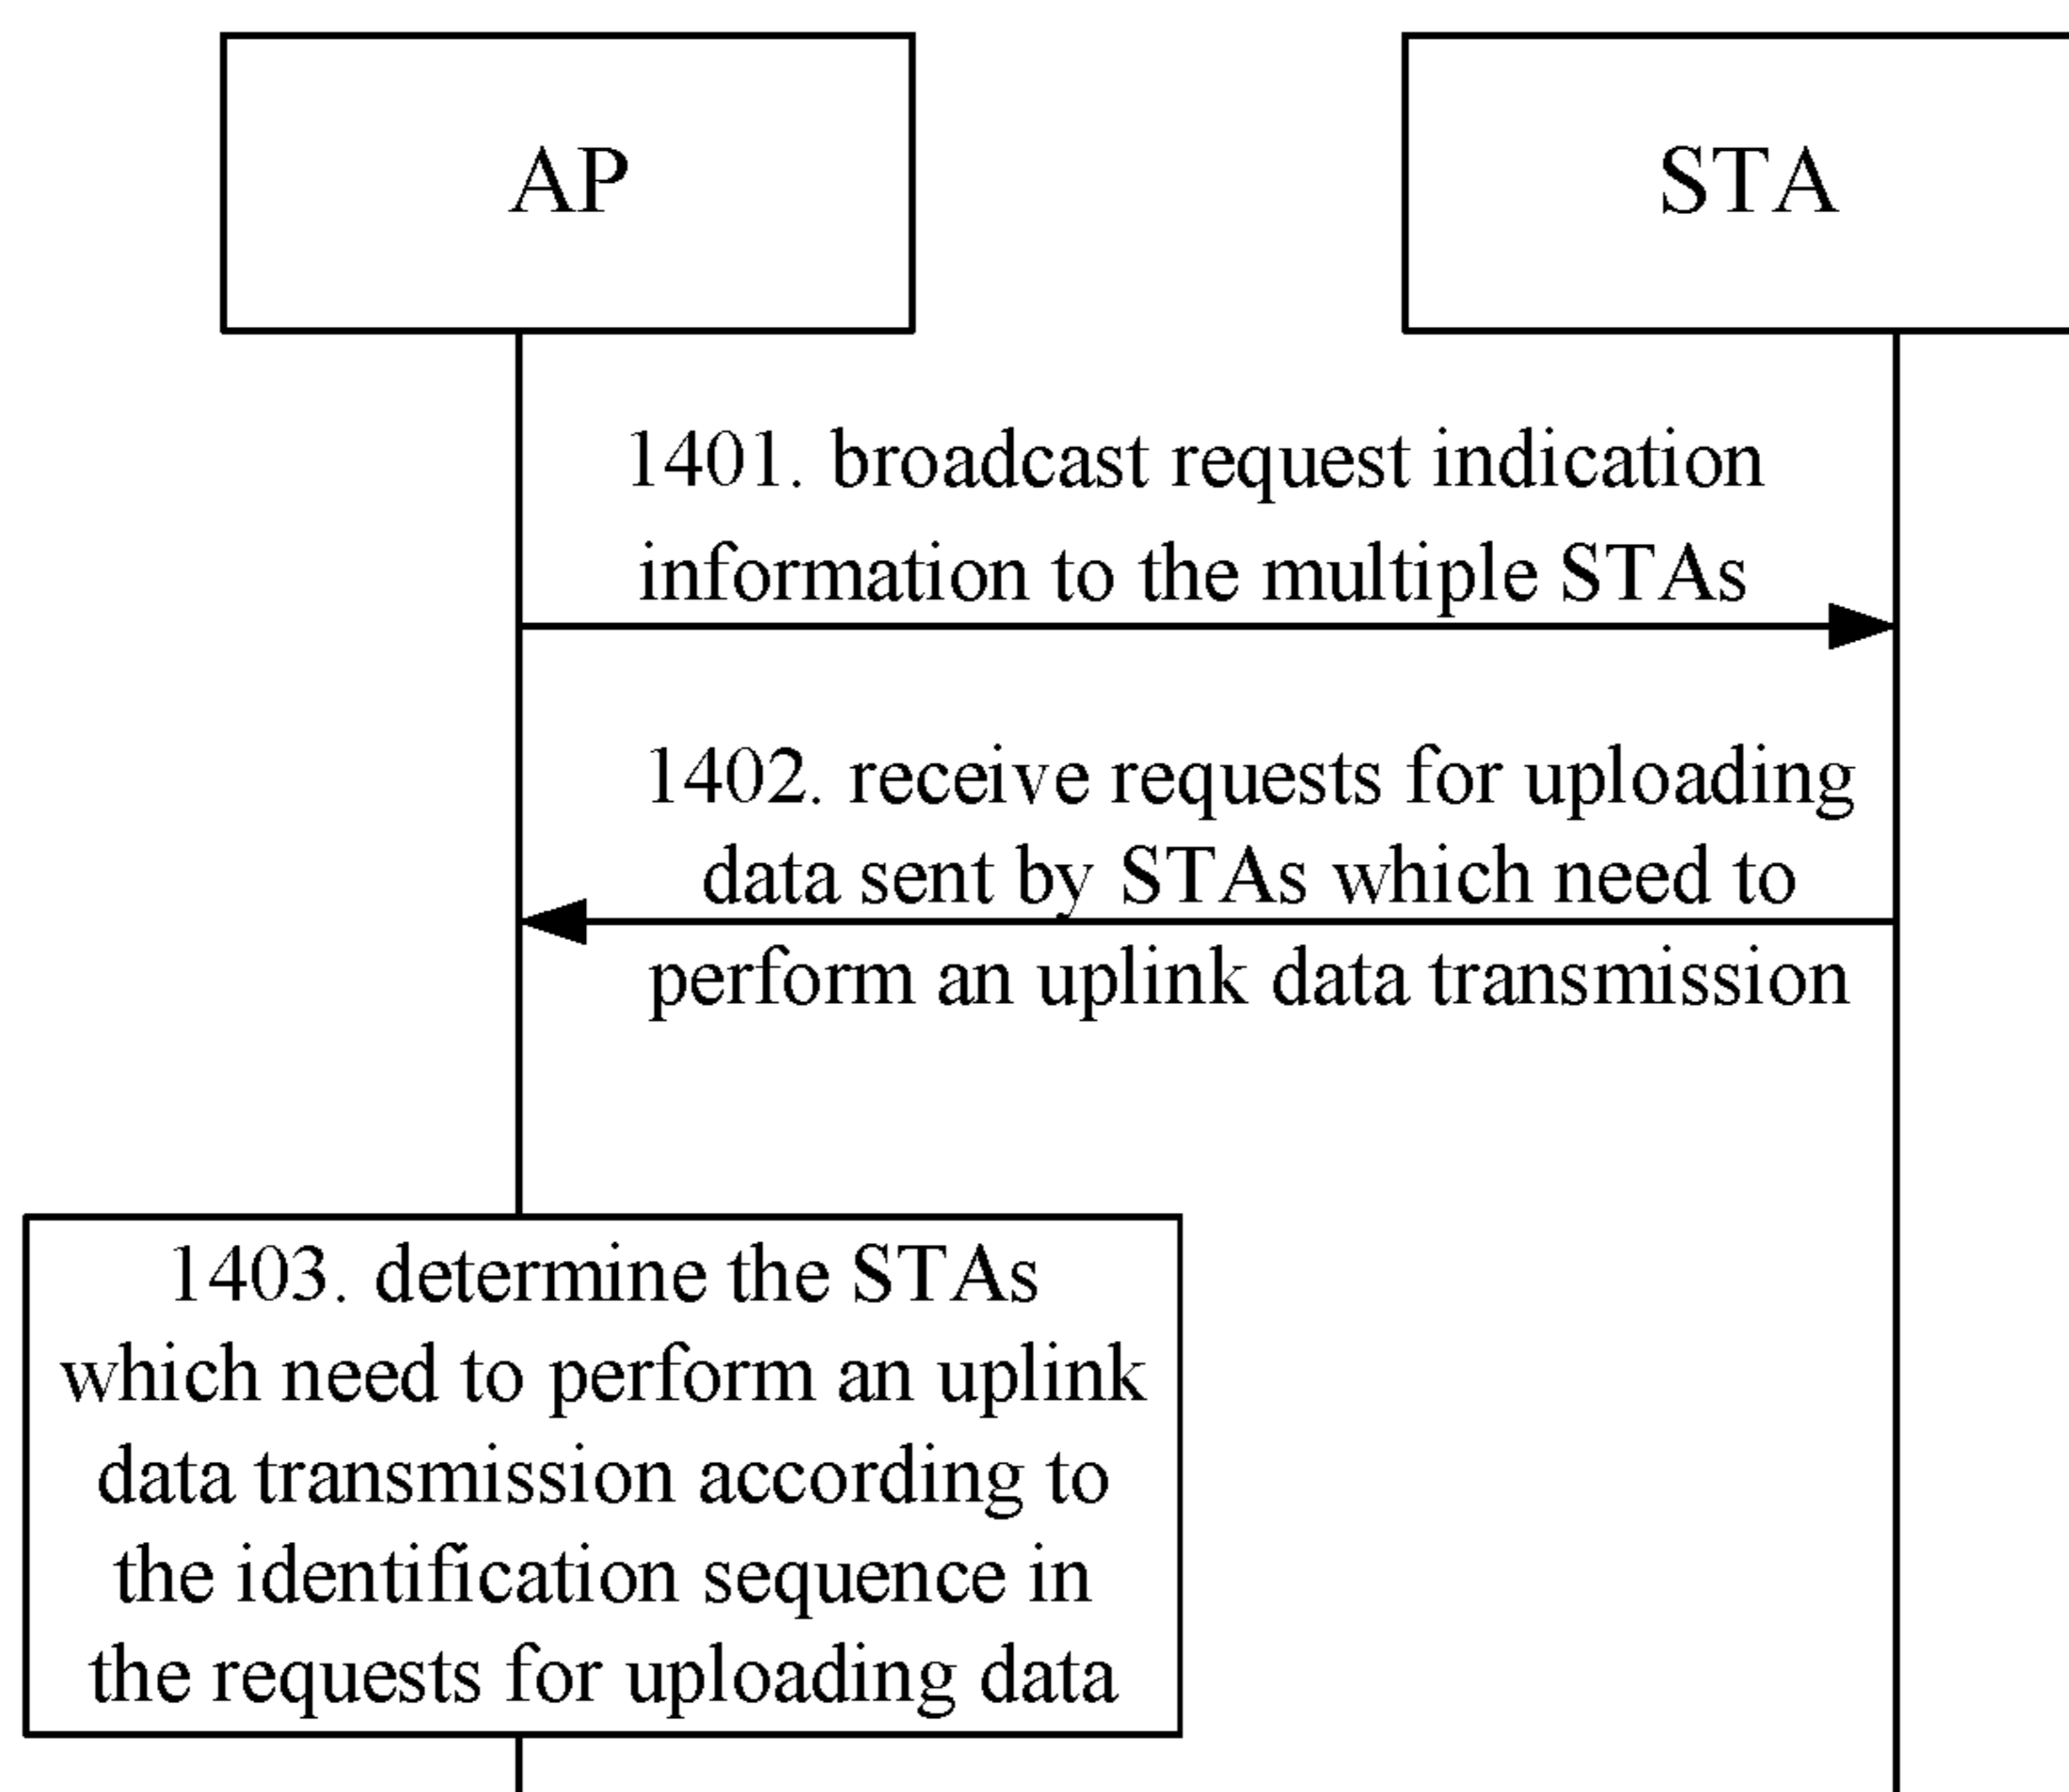 AP
STA
1401. broadcast request indication
information to the multiple STAs
1402. receive requests for uploading
data sent by STAs which need to
perform an uplink data transmission
1403. determine the STAs
which need to perform an uplink
data transmission according to
the identification sequence in
the requests for uploading data